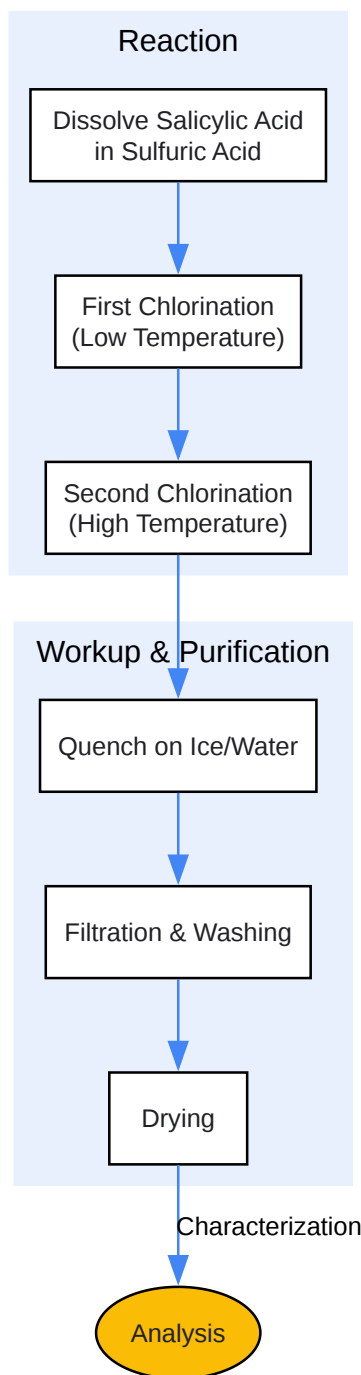 Reaction
Dissolve Salicylic Acid
in Sulfuric Acid
First Chlorination
(Low Temperature)
Second Chlorination
(High Temperature)
Workup & Purification
Quench on Ice/Water
Filtration & Washing
Drying
Characterization
Analysis